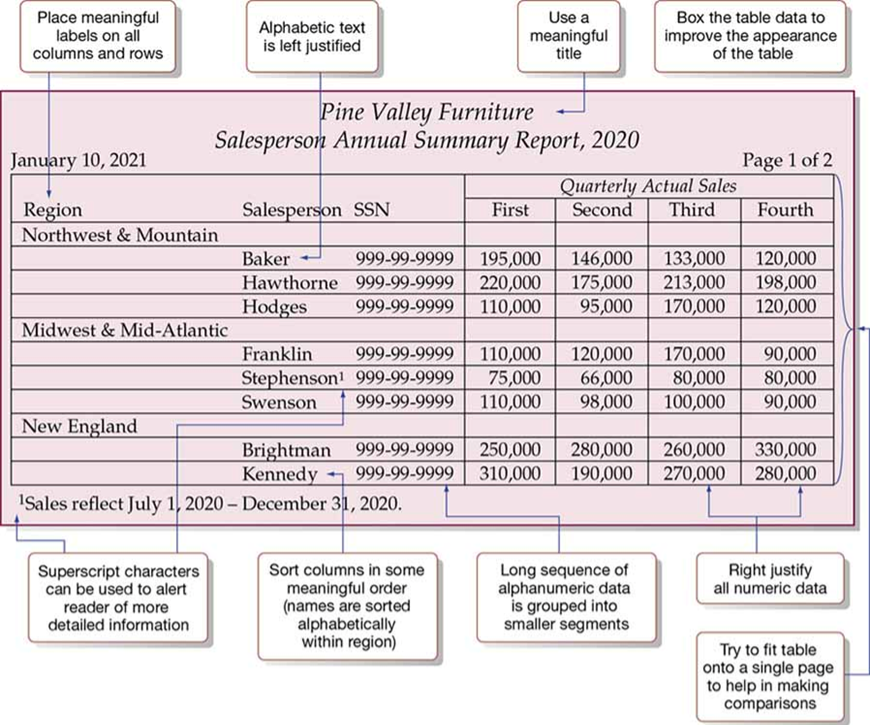 Place meaningful
labels on all
columns and rows
Alphabetic text
is left justified
Use a
meaningful
title
Box the table data to
improve the appearance
of the table
Pine Valley Furniture
Salesperson Annual Summary Report, 2020
January 10, 2021 Page 1 of 2
Quarterly Actual Sales
Region Salesperson SSN First Second Third Fourth
Northwest & Mountain
Baker 999-99-9999 195,000 146,000 133,000 120,000
Hawthorne 999-99-9999 220,000 175,000 213,000 198,000
Hodges 999-99-9999 110,000 95,000 170,000 120,000
Midwest & Mid-Atlantic
Franklin 999-99-9999 110,000 120,000 170,000 90,000
Stephenson¹ 999-99-9999 75,000 66,000 80,000 80,000
Swenson 999-99-9999 110,000 98,000 100,000 90,000
New England
Brightman 999-99-9999 250,000 280,000 260,000 330,000
Kennedy 999-99-9999 310,000 190,000 270,000 280,000
¹Sales reflect July 1, 2020 – December 31, 2020.
Superscript characters
can be used to alert
reader of more
detailed information
Sort columns in some
meaningful order
(names are sorted
alphabetically
within region)
Long sequence of
alphanumeric data
is grouped into
smaller segments
Right justify
all numeric data
Try to fit table
onto a single page
to help in making
comparisons